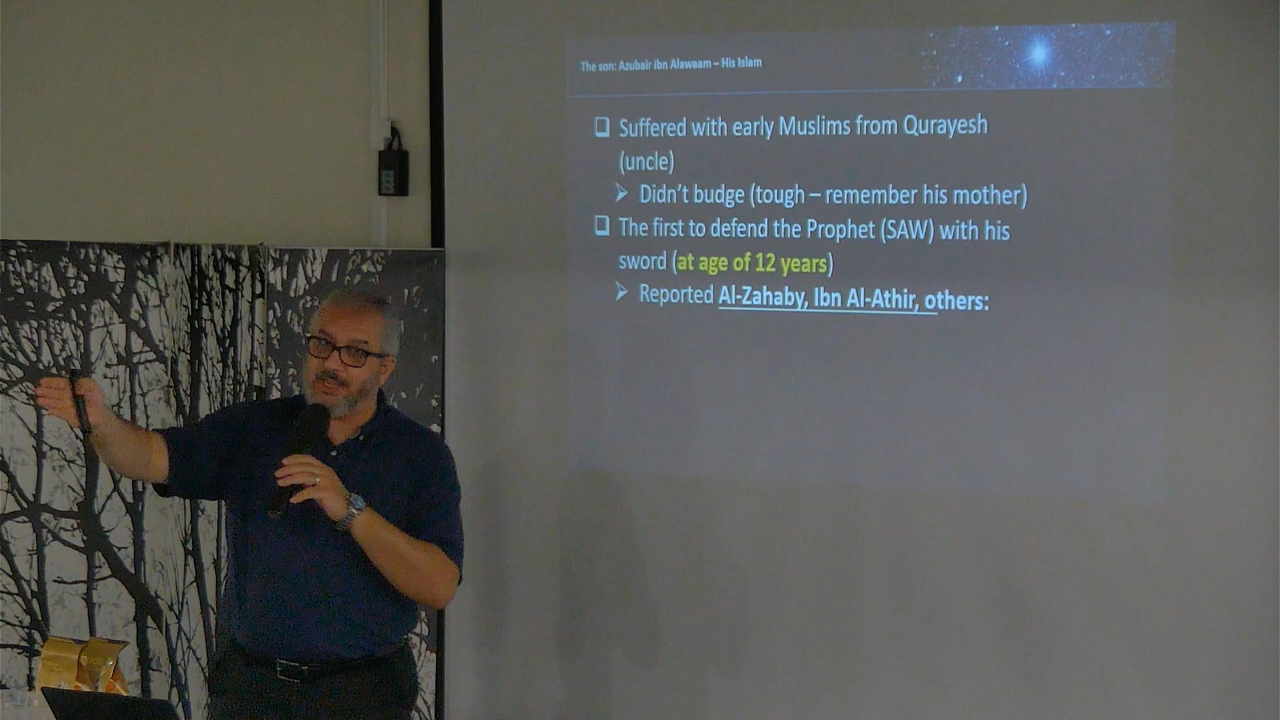 The son: Azubair ibn Alawaam – His Islam
❑ Suffered with early Muslims from Qurayesh
(uncle)
➢ Didn't budge (tough – remember his mother)
❑ The first to defend the Prophet (SAW) with his
sword (at age of 12 years)
➢ Reported Al-Zahaby, Ibn Al-Athir, others: